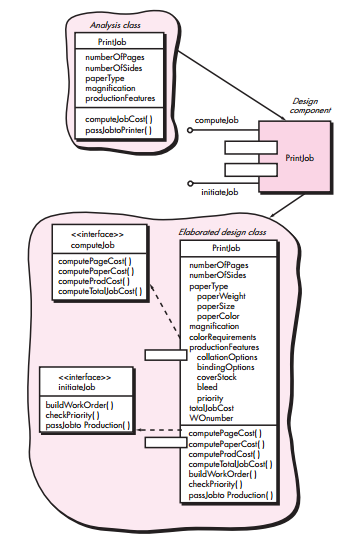 Analysis class
PrintJob
numberOfPages
numberOfSides
paperType
magnification
productionFeatures
computeJobCost( )
passJobtoPrinter( )
Design
component
computeJob
PrintJob
initiateJob
Elaborated design class
<<interface>>
computeJob
computePageCost( )
computePaperCost( )
computeProdCost( )
computeTotalJobCost( )
PrintJob
numberOfPages
numberOfSides
paperType
paperWeight
paperSize
paperColor
magnification
colorRequirements
productionFeatures
collationOptions
bindingOptions
coverStock
bleed
priority
totalJobCost
WOnumber
computePageCost( )
computePaperCost( )
computeProdCost( )
computeTotalJobCost( )
buildWorkOrder( )
checkPriority( )
passJobto Production( )
<<interface>>
initiateJob
buildWorkOrder( )
checkPriority( )
passJobto Production( )